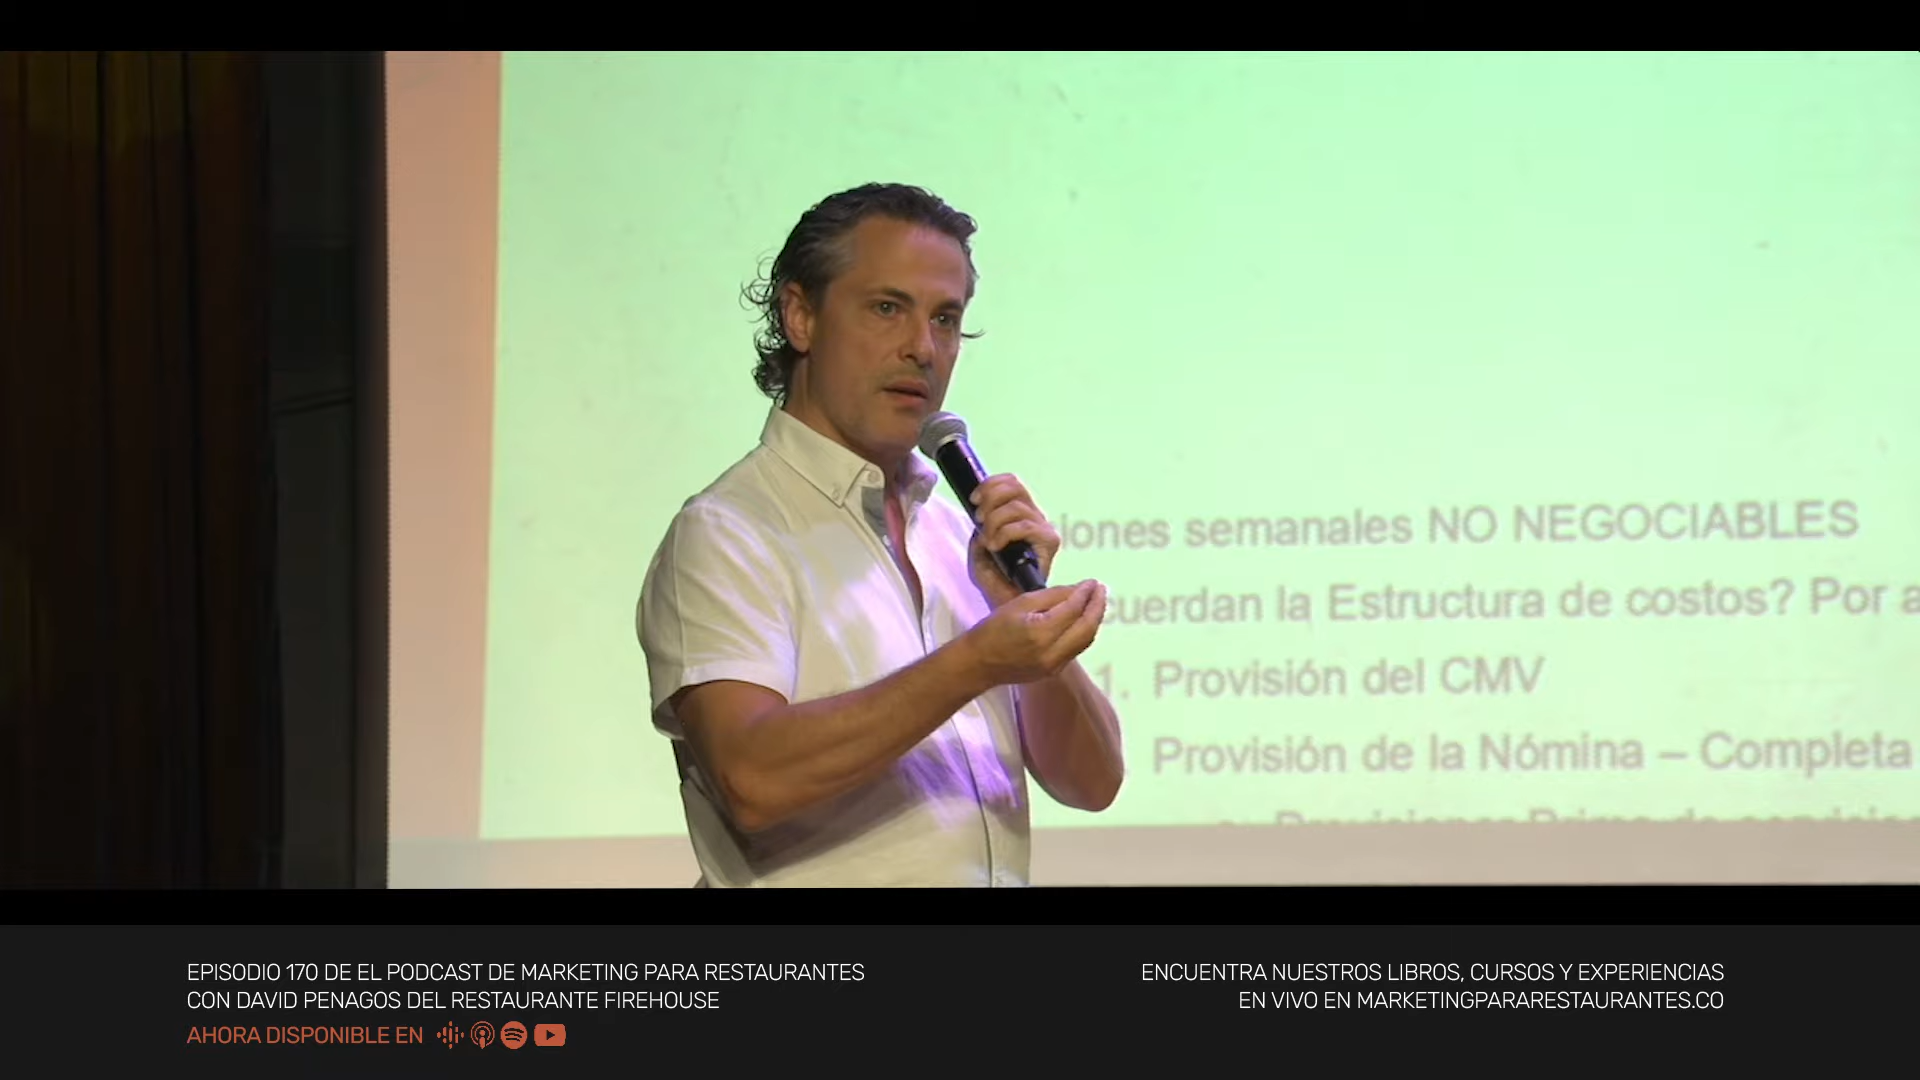 iones semanales NO NEGOCIABLES
cuerdan la Estructura de costos? Por a
1. Provisión del CMV
Provisión de la Nómina – Completa
EPISODIO 170 DE EL PODCAST DE MARKETING PARA RESTAURANTES
CON DAVID PENAGOS DEL RESTAURANTE FIREHOUSE
AHORA DISPONIBLE EN
ENCUENTRA NUESTROS LIBROS, CURSOS Y EXPERIENCIAS
EN VIVO EN MARKETINGPARARESTAURANTES.CO